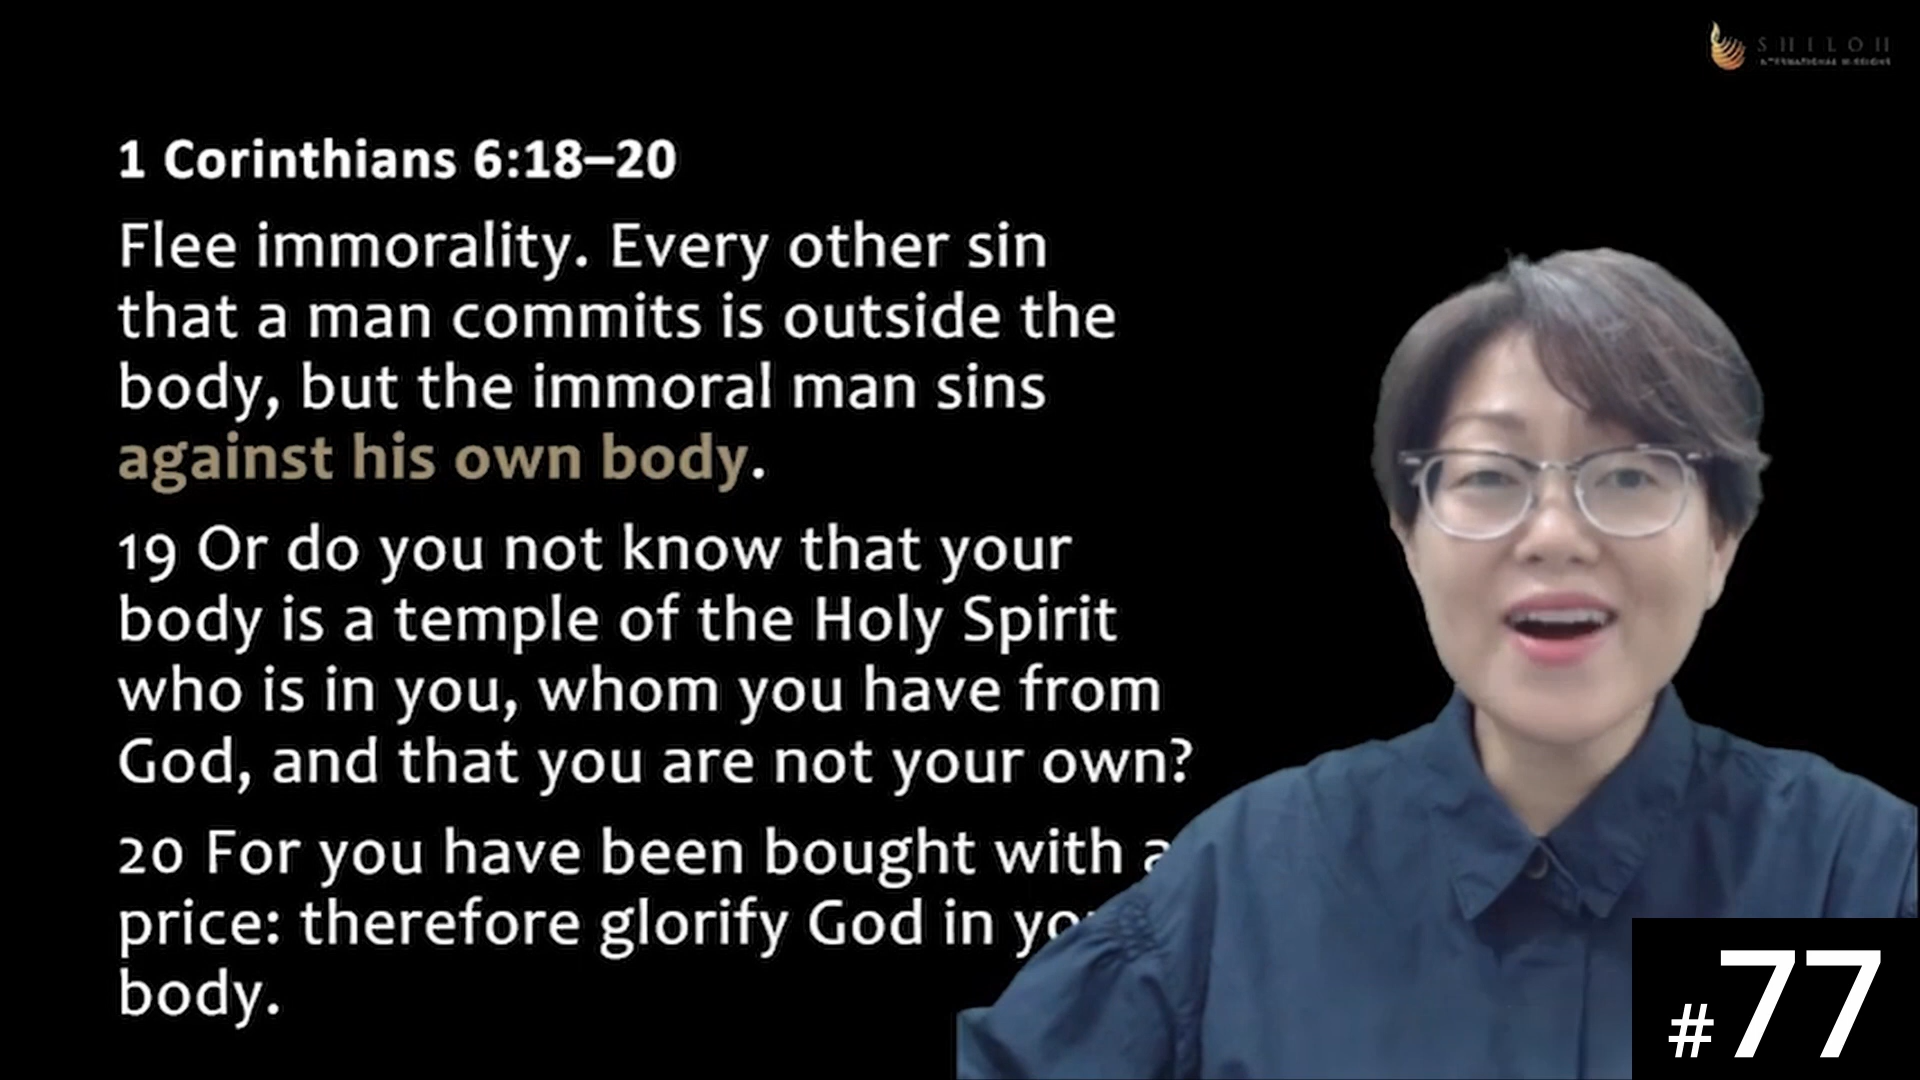 SHILOH
INTERNATIONAL MISSIONS
1 Corinthians 6:18–20
Flee immorality. Every other sin
that a man commits is outside the
body, but the immoral man sins
against his own body.
19 Or do you not know that your
body is a temple of the Holy Spirit
who is in you, whom you have from
God, and that you are not your own?
20 For you have been bought with a
price: therefore glorify God in yo
body.
#77